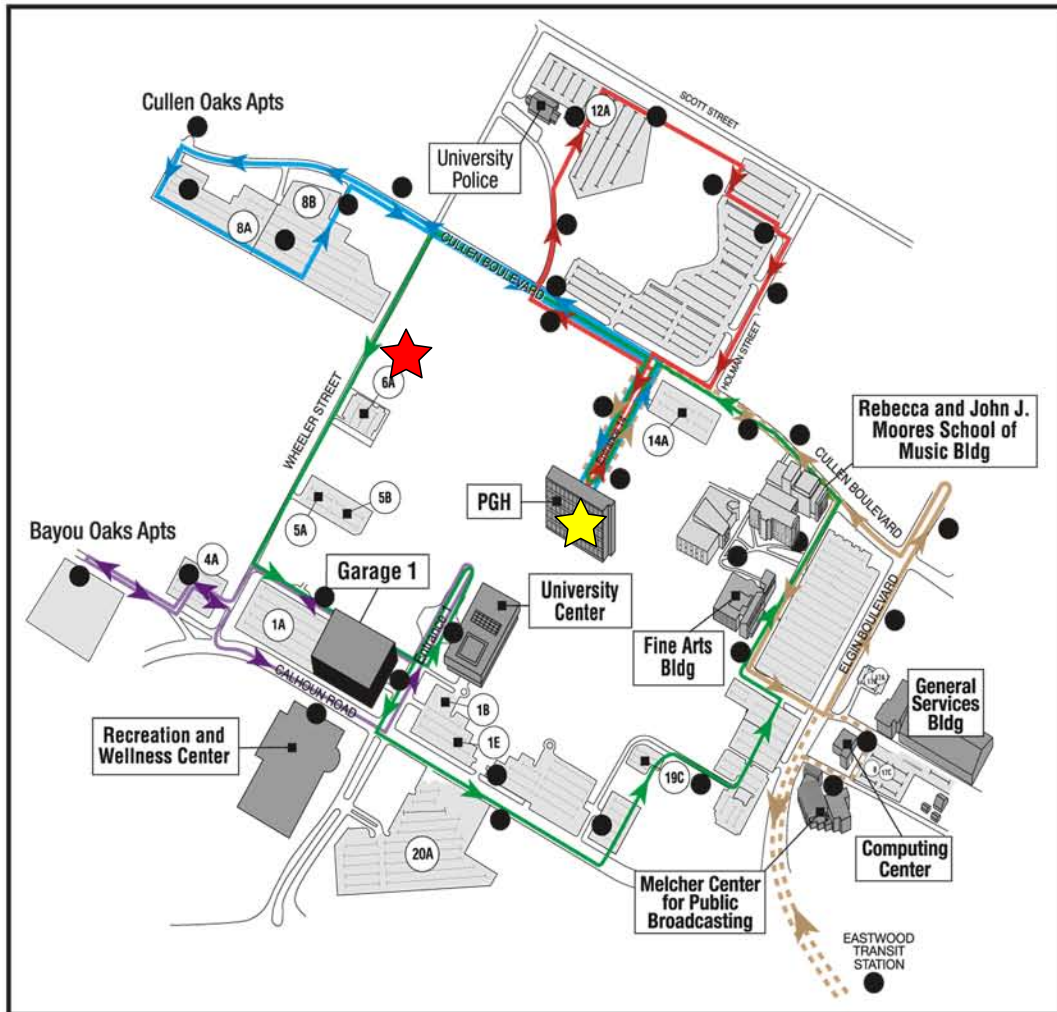 SCOTT STREET
Cullen Oaks Apts
12A
University
Police
8B
8A
CULLEN BOULEVARD
HOLMAN STREET
6A
WHEELER STREET
14A
Rebecca and John J.
Moores School of
Music Bldg
CULLEN BOULEVARD
PGH
5B
5A
Bayou Oaks Apts
4A
Garage 1
University
Center
1A
Entrance 1
Fine Arts
Bldg
ELGIN BOULEVARD
CALHOUN ROAD
General
Services
Bldg
1B
1E
Recreation and
Wellness Center
19C
17C
20A
Computing
Center
Melcher Center
for Public
Broadcasting
EASTWOOD
TRANSIT
STATION